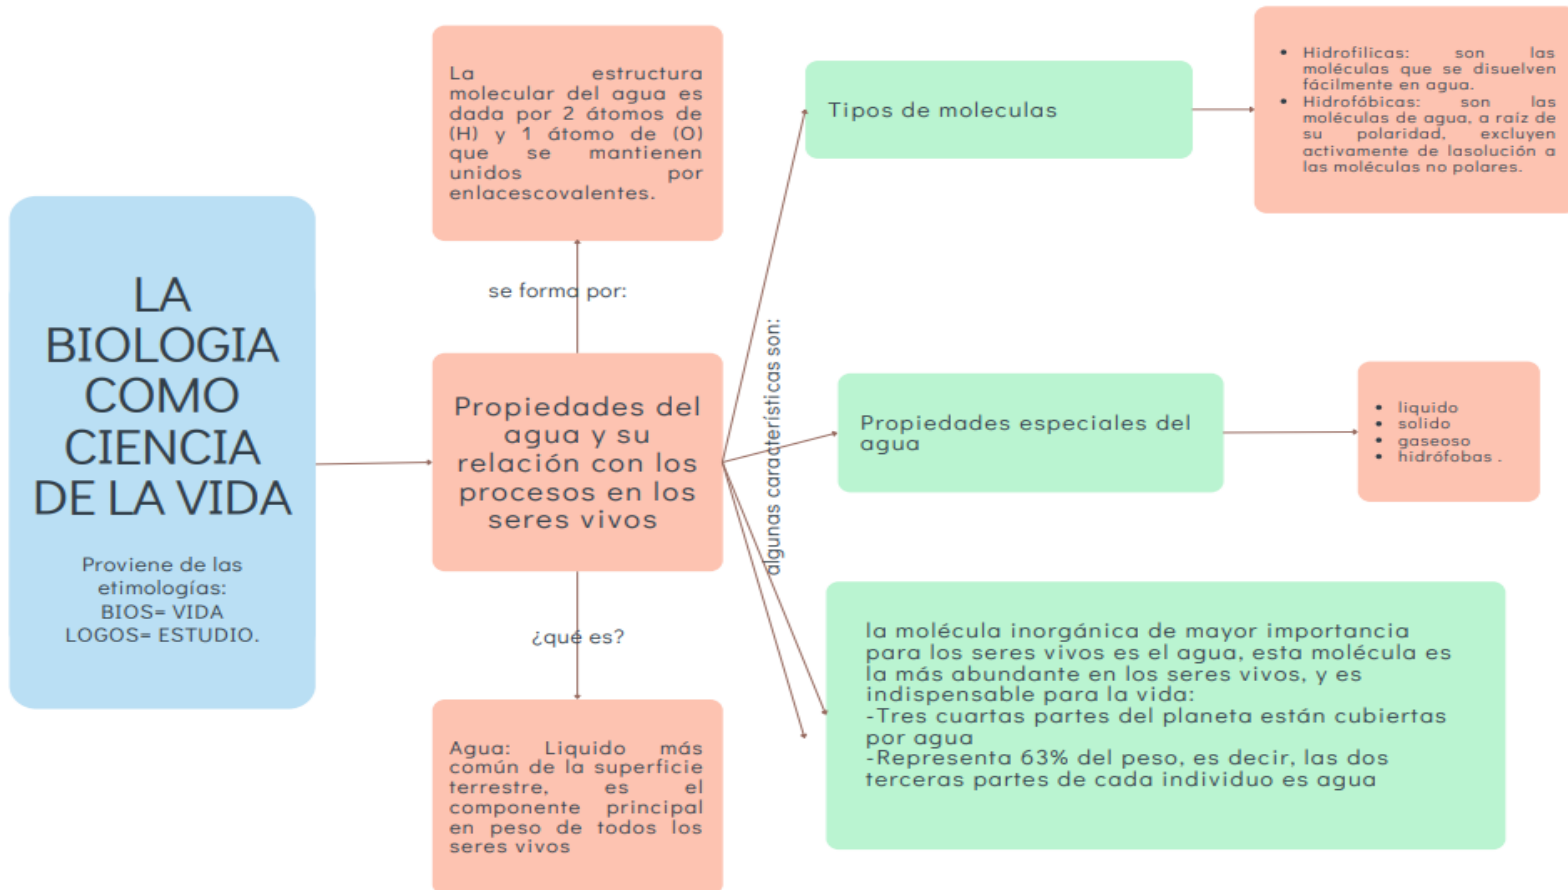 LA
BIOLOGIA
COMO
CIENCIA
DE LA VIDA
Proviene de las
etimologías:
BIOS= VIDA
LOGOS= ESTUDIO.
La estructura
molecular del agua es
dada por 2 átomos de
(H) y 1 átomo de (O)
que se mantienen
unidos por
enlacescovalentes.
se forma por:
Propiedades del
agua y su
relación con los
procesos en los
seres vivos
¿qué es?
Agua: Liquido más
común de la superficie
terrestre, es el
componente principal
en peso de todos los
seres vivos
algunas características son:
Tipos de moleculas
• Hidrofilicas: son las
moléculas que se disuelven
fácilmente en agua.
• Hidrofóbicas: son las
moléculas de agua, a raíz de
su polaridad, excluyen
activamente de lasolución a
las moléculas no polares.
Propiedades especiales del
agua
• liquido
• solido
• gaseoso
• hidrófobas .
la molécula inorgánica de mayor importancia
para los seres vivos es el agua, esta molécula es
la más abundante en los seres vivos, y es
indispensable para la vida:
-Tres cuartas partes del planeta están cubiertas
por agua
-Representa 63% del peso, es decir, las dos
terceras partes de cada individuo es agua